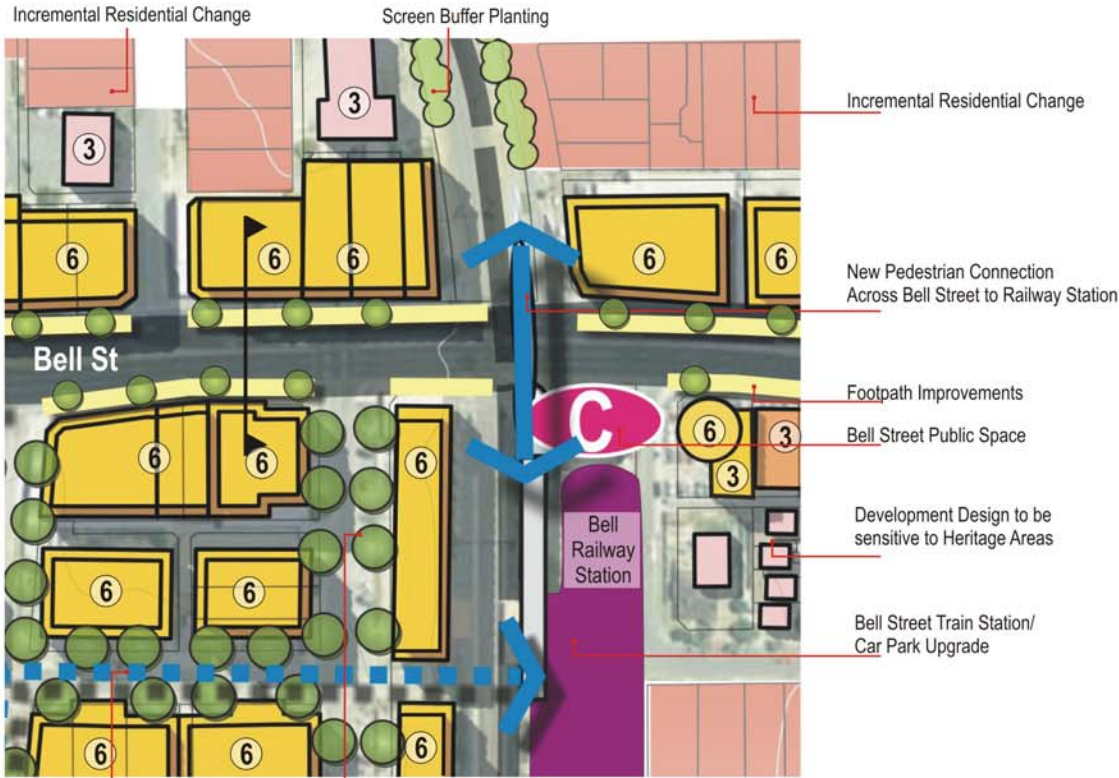 Incremental Residential Change
Screen Buffer Planting
3
3
Incremental Residential Change
6
6
6
6
6
New Pedestrian Connection
Across Bell Street to Railway Station
Bell St
Footpath Improvements
C
Bell Street Public Space
6
6
6
6
3
3
Bell
Railway
Station
Development Design to be
sensitive to Heritage Areas
6
6
Bell Street Train Station/
Car Park Upgrade
6
6
6